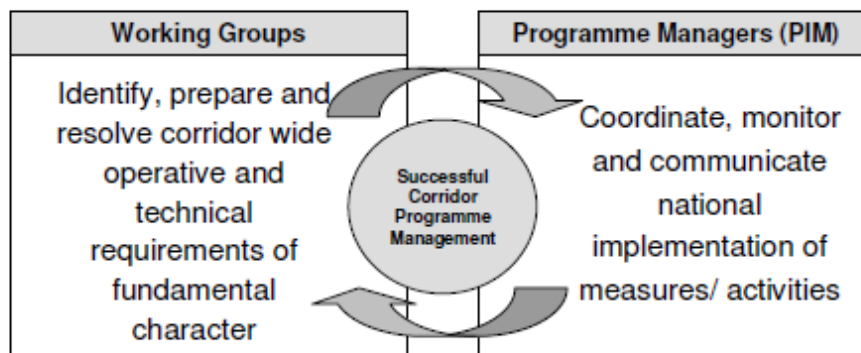 Working Groups
Identify, prepare and
resolve corridor wide
operative and
technical
requirements of
fundamental
character
Successful
Corridor
Programme
Management
Programme Managers (PIM)
Coordinate, monitor
and communicate
national
implementation of
measures/ activities